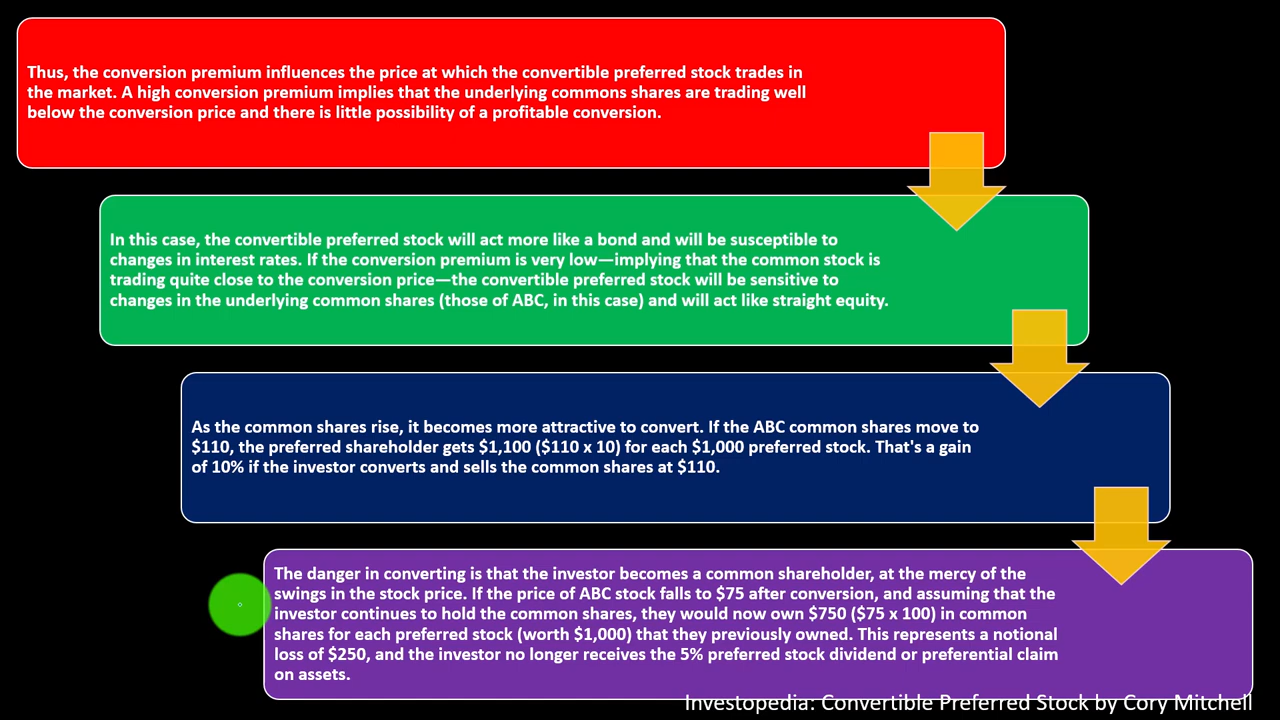 Thus, the conversion premium influences the price at which the convertible preferred stock trades in
the market. A high conversion premium implies that the underlying commons shares are trading well
below the conversion price and there is little possibility of a profitable conversion.
In this case, the convertible preferred stock will act more like a bond and will be susceptible to
changes in interest rates. If the conversion premium is very low—implying that the common stock is
trading quite close to the conversion price—the convertible preferred stock will be sensitive to
changes in the underlying common shares (those of ABC, in this case) and will act like straight equity.
As the common shares rise, it becomes more attractive to convert. If the ABC common shares move to
$110, the preferred shareholder gets $1,100 ($110 x 10) for each $1,000 preferred stock. That's a gain
of 10% if the investor converts and sells the common shares at $110.
The danger in converting is that the investor becomes a common shareholder, at the mercy of the
swings in the stock price. If the price of ABC stock falls to $75 after conversion, and assuming that the
investor continues to hold the common shares, they would now own $750 ($75 x 100) in common
shares for each preferred stock (worth $1,000) that they previously owned. This represents a notional
loss of $250, and the investor no longer receives the 5% preferred stock dividend or preferential claim
on assets.
Investopedia: Convertible Preferred Stock by Cory Mitchell